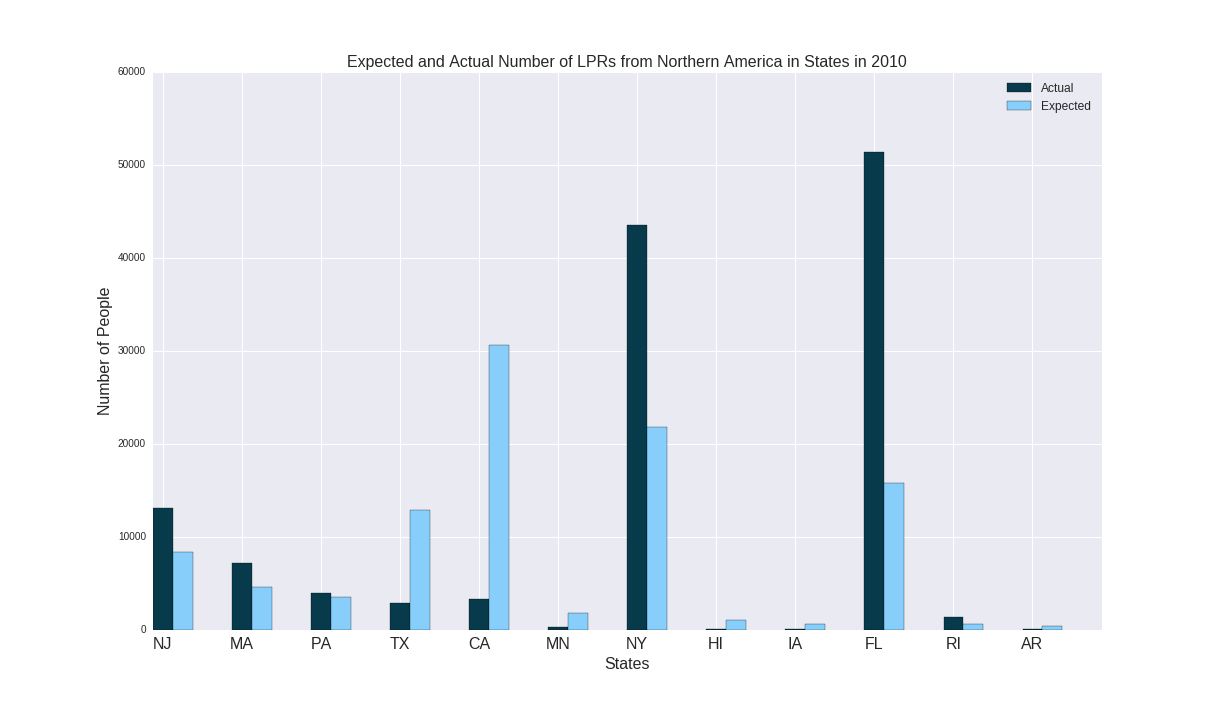 Expected and Actual Number of LPRs from Northern America in States in 2010
60000
50000
40000
30000
20000
10000
0
Number of People
Actual
Expected
NJ MA PA TX CA MN NY HI IA FL RI AR
States